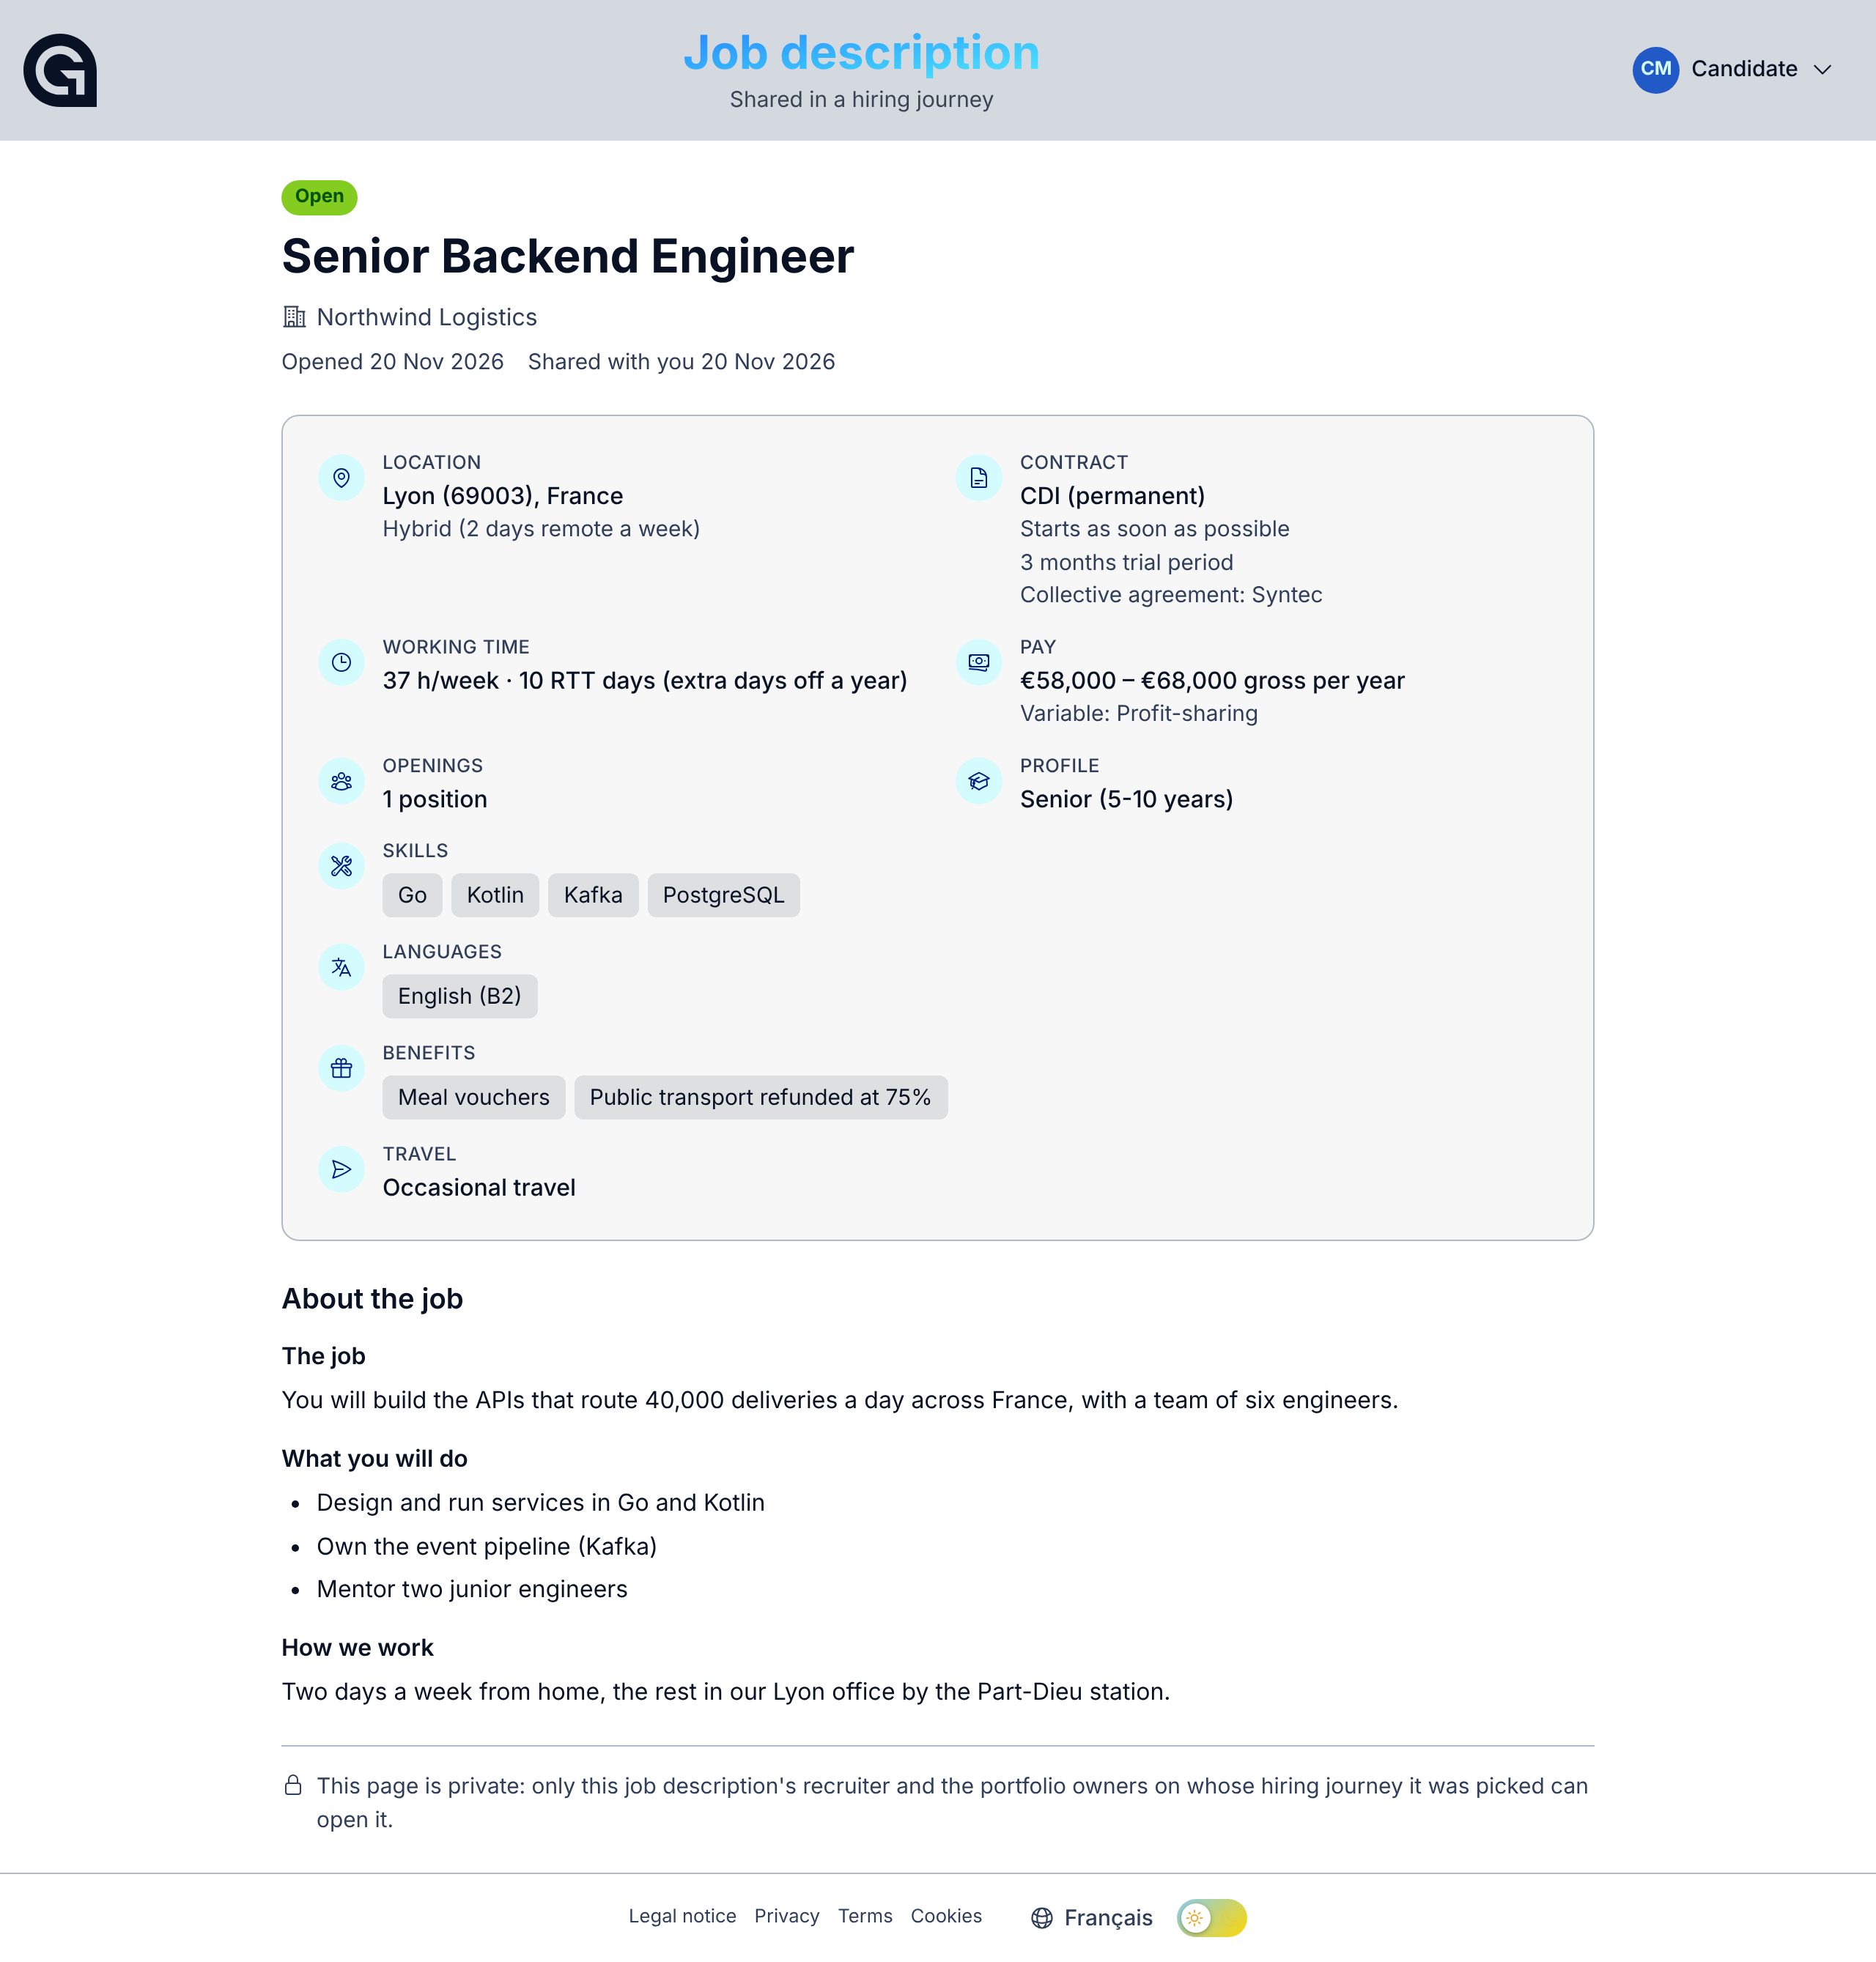 Job description
Shared in a hiring journey
CM Candidate
Open
Senior Backend Engineer
Northwind Logistics
Opened 20 Nov 2026 Shared with you 20 Nov 2026
LOCATION
Lyon (69003), France
Hybrid (2 days remote a week)
CONTRACT
CDI (permanent)
Starts as soon as possible
3 months trial period
Collective agreement: Syntec
WORKING TIME
37 h/week · 10 RTT days (extra days off a year)
PAY
€58,000 – €68,000 gross per year
Variable: Profit-sharing
OPENINGS
1 position
PROFILE
Senior (5-10 years)
SKILLS
Go Kotlin Kafka PostgreSQL
LANGUAGES
English (B2)
BENEFITS
Meal vouchers Public transport refunded at 75%
TRAVEL
Occasional travel
About the job
The job
You will build the APIs that route 40,000 deliveries a day across France, with a team of six engineers.
What you will do
• Design and run services in Go and Kotlin
• Own the event pipeline (Kafka)
• Mentor two junior engineers
How we work
Two days a week from home, the rest in our Lyon office by the Part-Dieu station.
This page is private: only this job description's recruiter and the portfolio owners on whose hiring journey it was picked can
open it.
Legal notice Privacy Terms Cookies Français